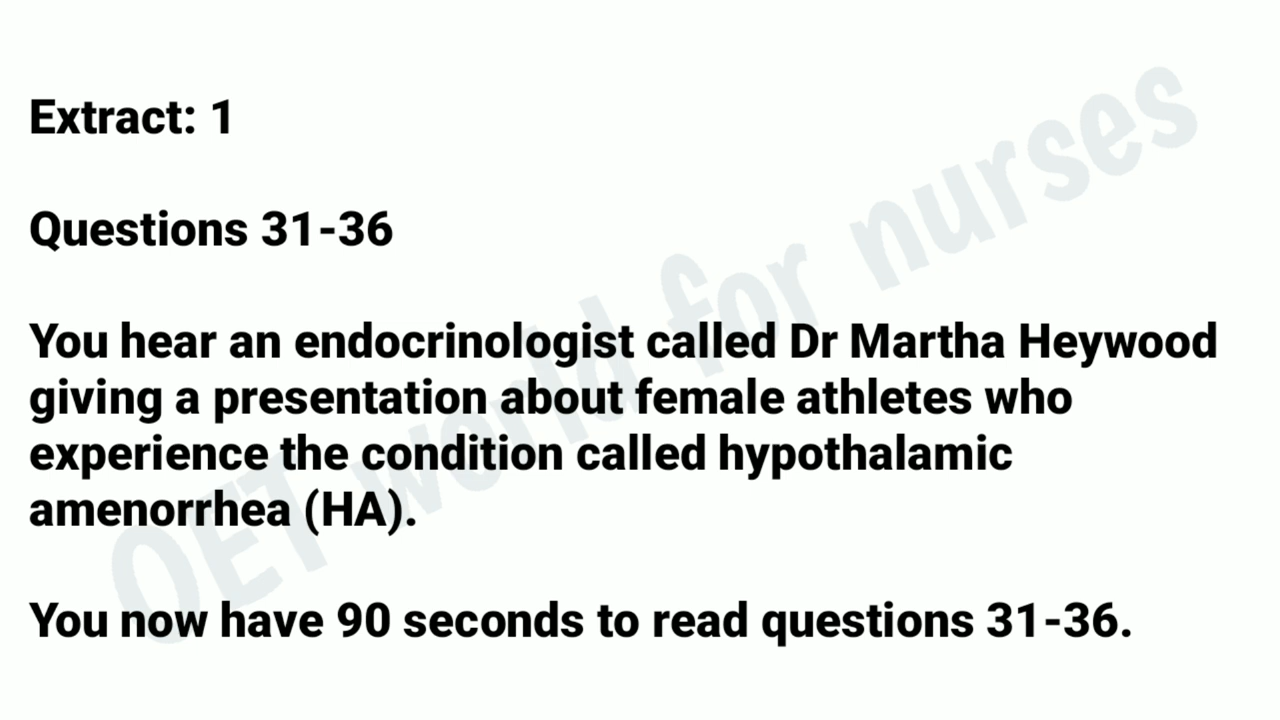 Extract: 1
Questions 31-36
You hear an endocrinologist called Dr Martha Heywood
giving a presentation about female athletes who
experience the condition called hypothalamic
amenorrhea (HA).
You now have 90 seconds to read questions 31-36.
OET world for nurses